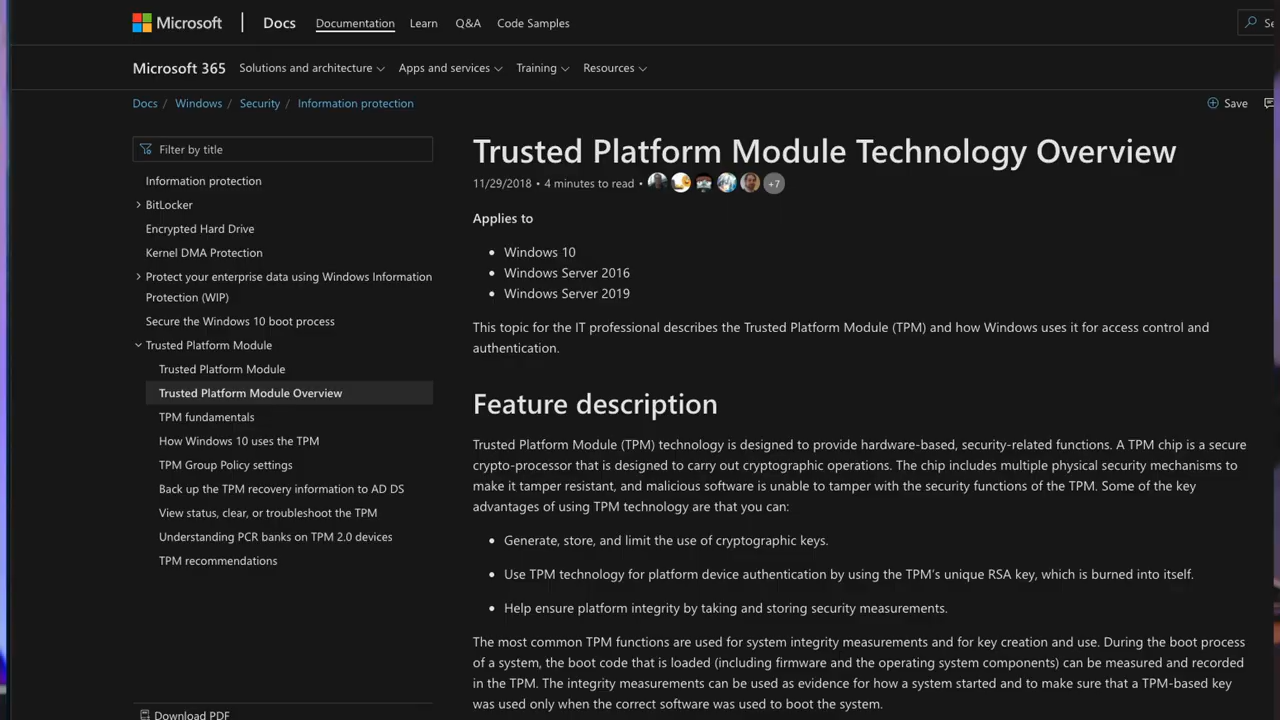 Microsoft Docs Documentation Learn Q&A Code Samples Se
Microsoft 365 Solutions and architecture Apps and services Training Resources
Docs / Windows / Security / Information protection Save
Filter by title
Information protection
BitLocker
Encrypted Hard Drive
Kernel DMA Protection
Protect your enterprise data using Windows Information
Protection (WIP)
Secure the Windows 10 boot process
Trusted Platform Module
Trusted Platform Module
Trusted Platform Module Overview
TPM fundamentals
How Windows 10 uses the TPM
TPM Group Policy settings
Back up the TPM recovery information to AD DS
View status, clear, or troubleshoot the TPM
Understanding PCR banks on TPM 2.0 devices
TPM recommendations
Download PDF
Trusted Platform Module Technology Overview
11/29/2018 • 4 minutes to read • +7
Applies to
• Windows 10
• Windows Server 2016
• Windows Server 2019
This topic for the IT professional describes the Trusted Platform Module (TPM) and how Windows uses it for access control and
authentication.
Feature description
Trusted Platform Module (TPM) technology is designed to provide hardware-based, security-related functions. A TPM chip is a secure
crypto-processor that is designed to carry out cryptographic operations. The chip includes multiple physical security mechanisms to
make it tamper resistant, and malicious software is unable to tamper with the security functions of the TPM. Some of the key
advantages of using TPM technology are that you can:
• Generate, store, and limit the use of cryptographic keys.
• Use TPM technology for platform device authentication by using the TPM's unique RSA key, which is burned into itself.
• Help ensure platform integrity by taking and storing security measurements.
The most common TPM functions are used for system integrity measurements and for key creation and use. During the boot process
of a system, the boot code that is loaded (including firmware and the operating system components) can be measured and recorded
in the TPM. The integrity measurements can be used as evidence for how a system started and to make sure that a TPM-based key
was used only when the correct software was used to boot the system.